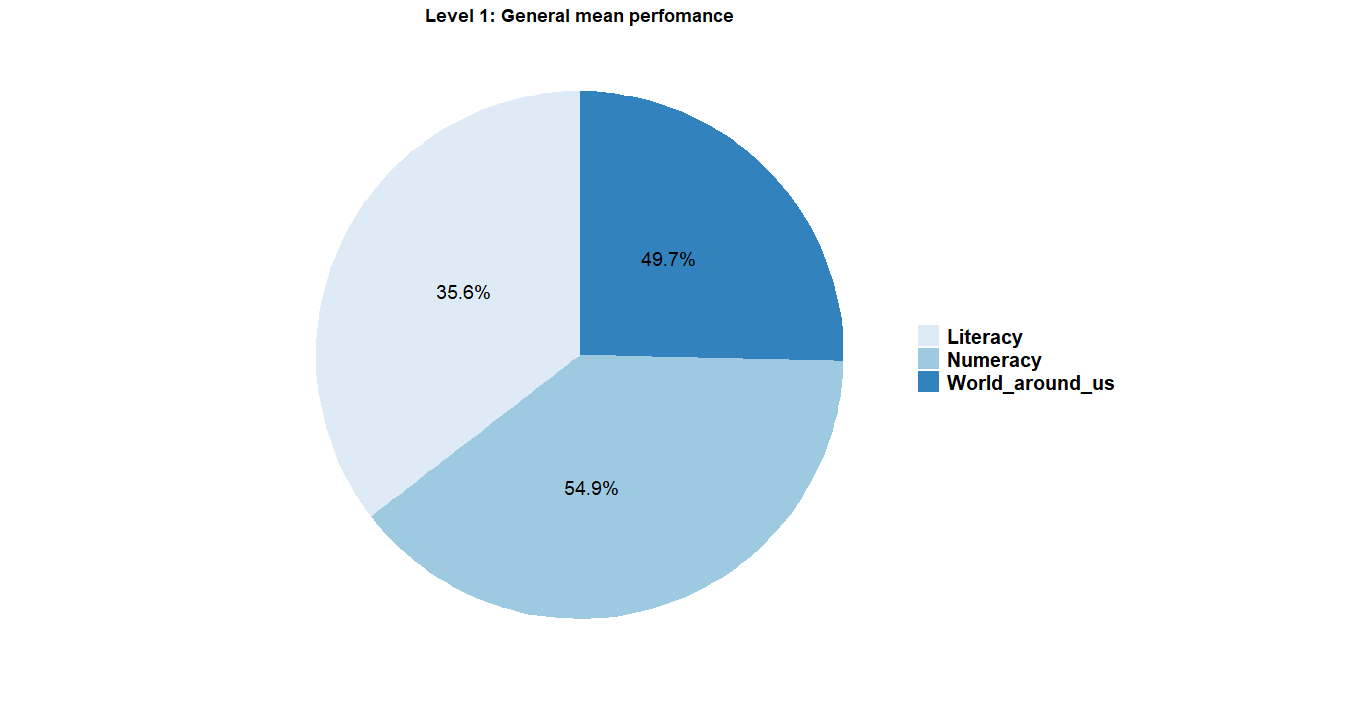 Level 1: General mean perfomance
49.7%
35.6%
54.9%
Literacy
Numeracy
World_around_us